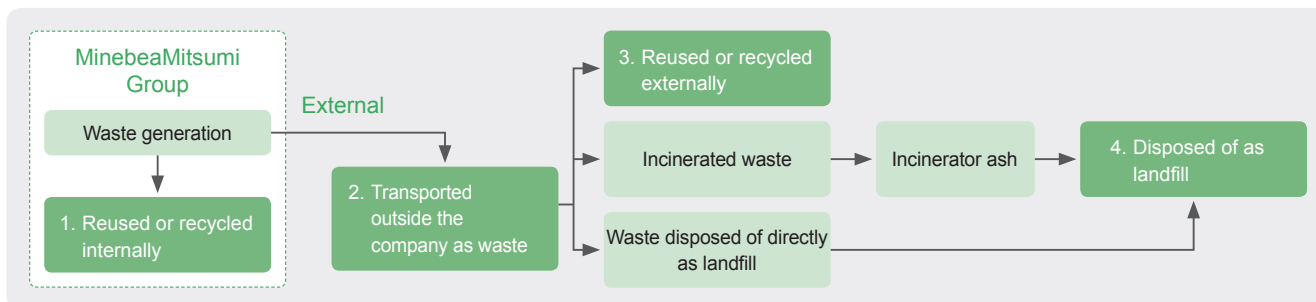 MinebeaMitsumi
Group
Waste generation
1. Reused or recycled
internally
External
2. Transported
outside the
company as waste
3. Reused or recycled
externally
Incinerated waste
Incinerator ash
Waste disposed of directly
as landfill
4. Disposed of as
landfill